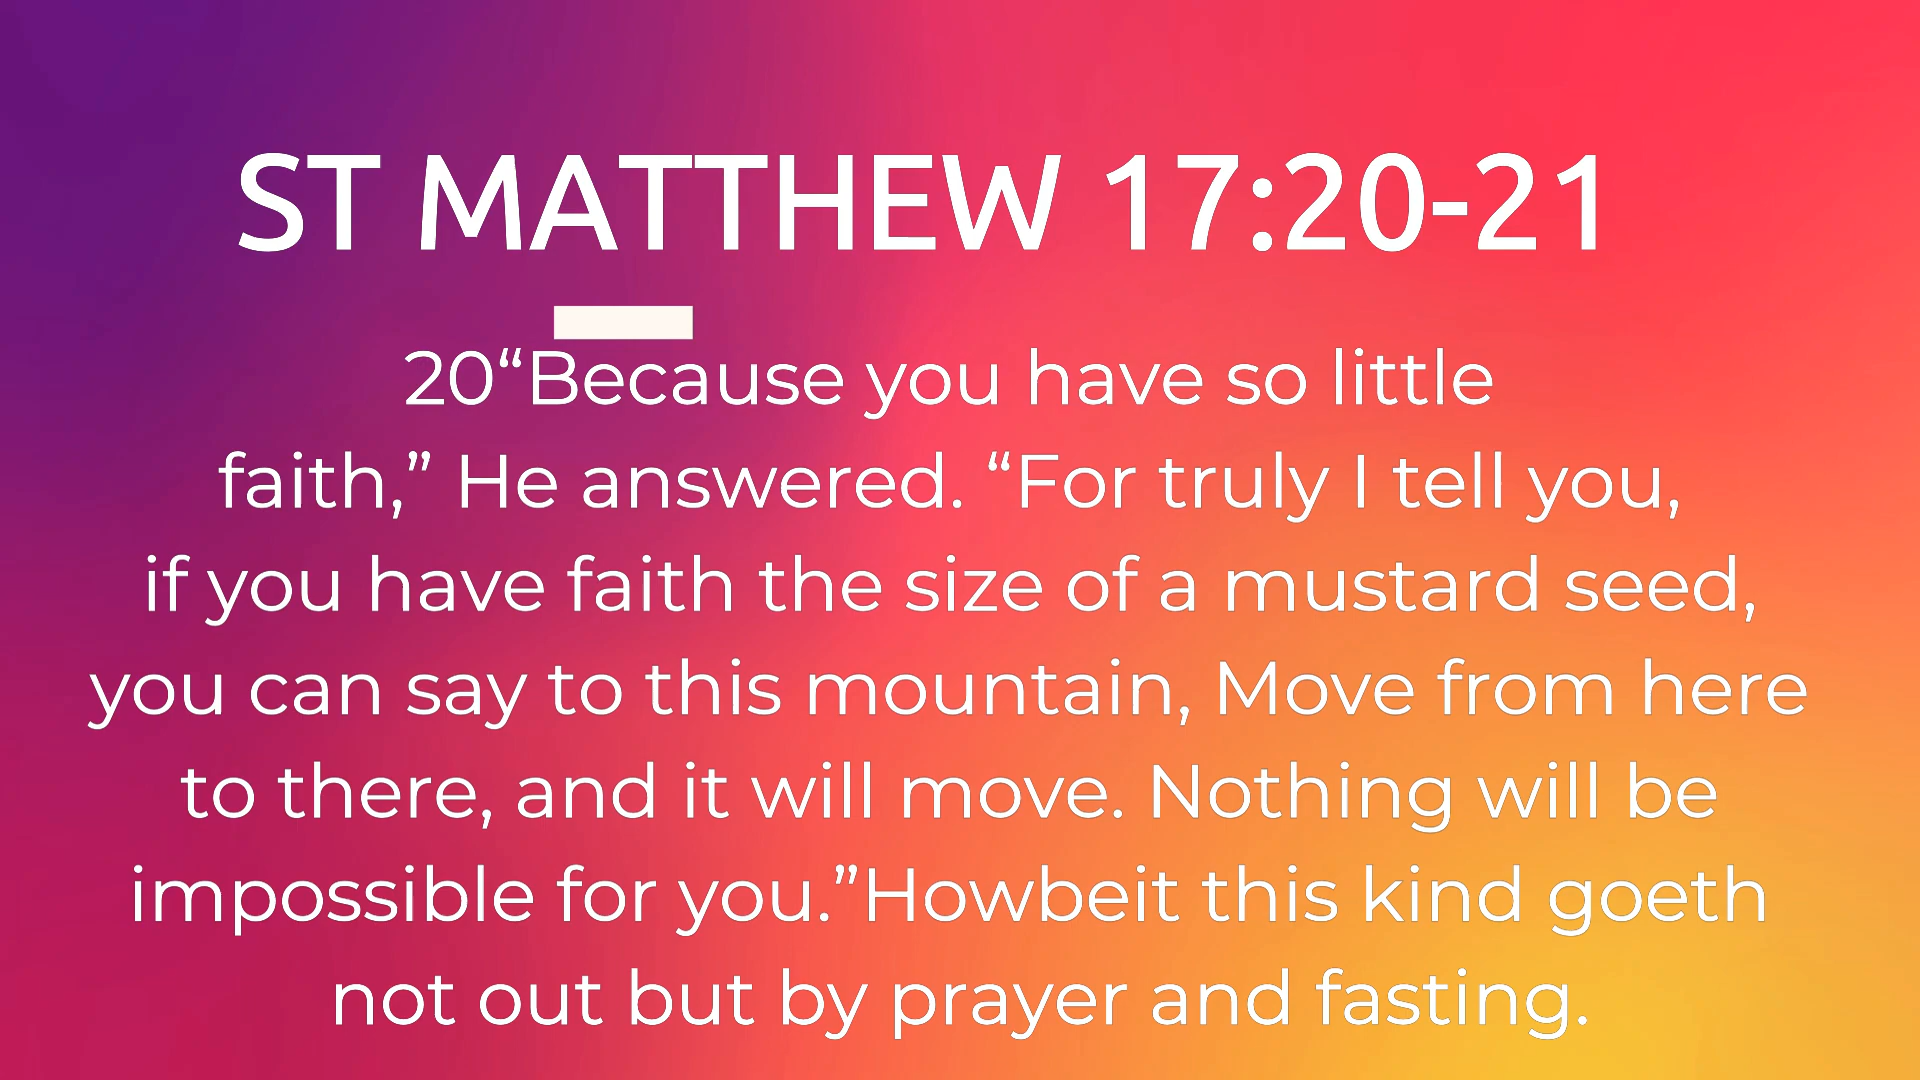 ST MATTHEW 17:20-21
20“Because you have so little
faith,” He answered. “For truly I tell you,
if you have faith the size of a mustard seed,
you can say to this mountain, Move from here
to there, and it will move. Nothing will be
impossible for you.”Howbeit this kind goeth
not out but by prayer and fasting.